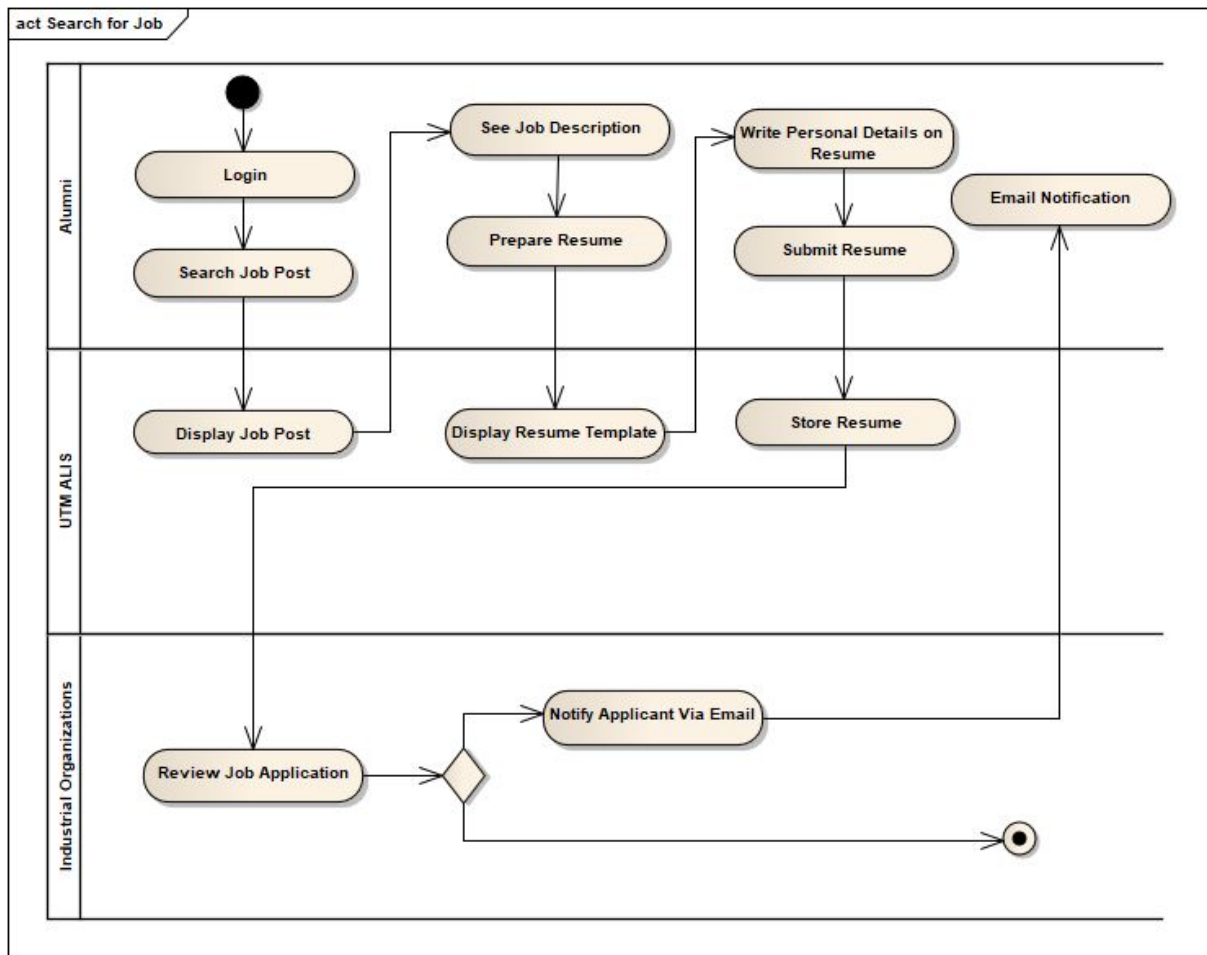 act Search for Job
Alumni
Login
Search Job Post
See Job Description
Prepare Resume
Write Personal Details on
Resume
Submit Resume
Email Notification
UTM ALIS
Display Job Post
Display Resume Template
Store Resume
Industrial Organizations
Review Job Application
Notify Applicant Via Email